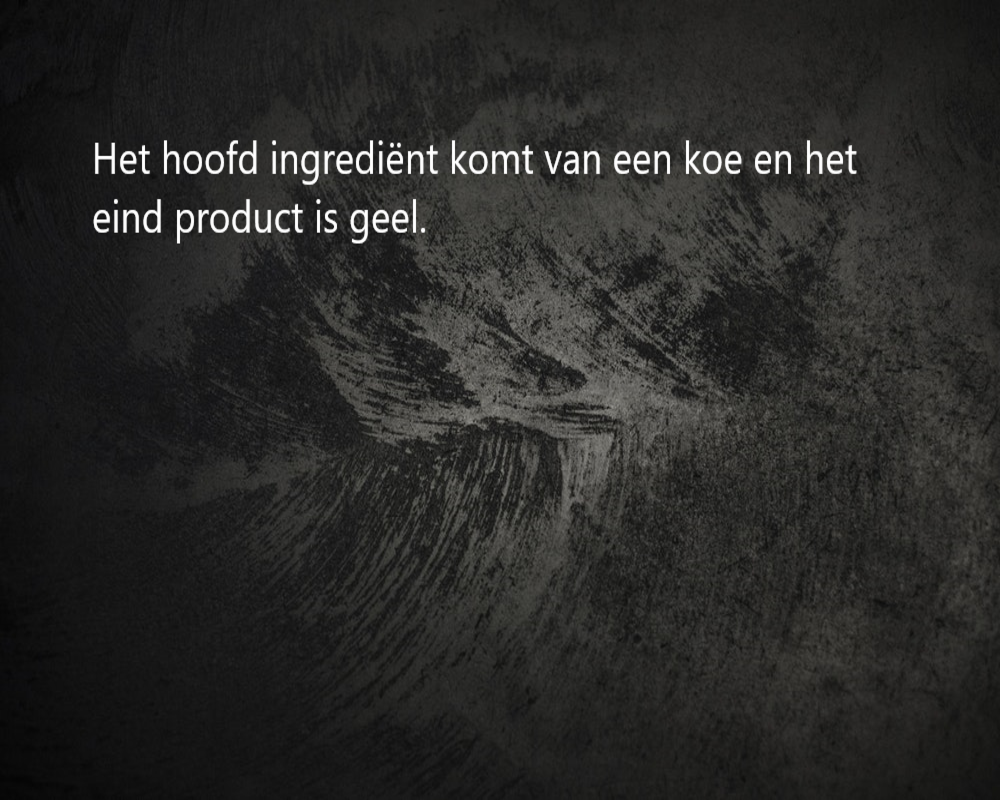 Het hoofd ingrediënt komt van een koe en het
eind product is geel.